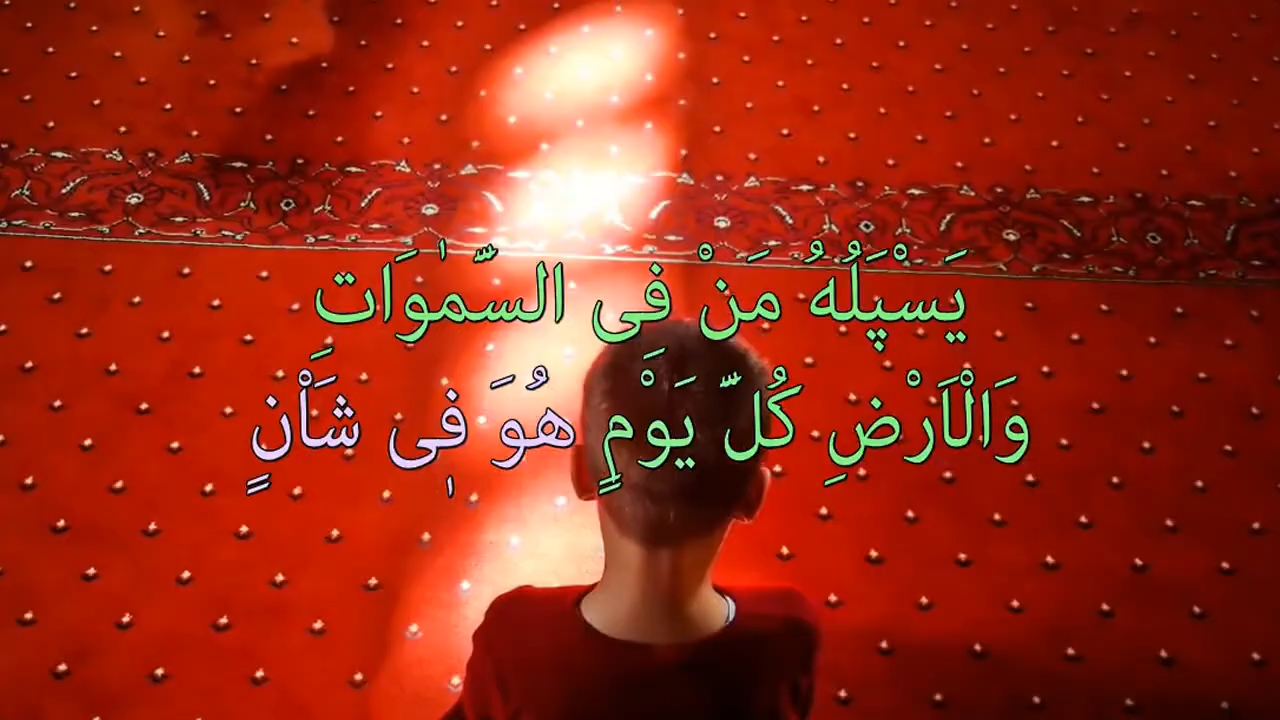 يَسْپَلُهُ مَنْ فِى السَّمٰوَاتِ
وَالْاَرْضِ كُلَّ يَوْمٍ هُوَ فٖى شَاْنٍ